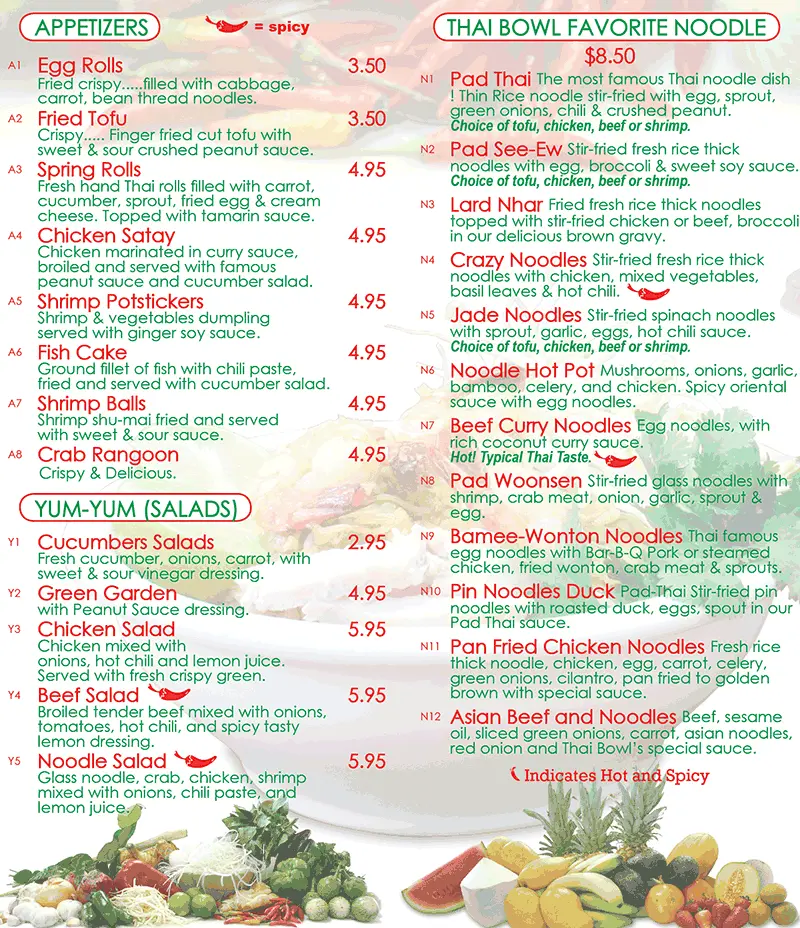 APPETIZERS
= spicy
A1 Egg Rolls 3.50
Fried crispy.....filled with cabbage,
carrot, bean thread noodles.
A2 Fried Tofu 3.50
Crispy..... Finger fried cut tofu with
sweet & sour crushed peanut sauce.
A3 Spring Rolls 4.95
Fresh hand Thai rolls filled with carrot,
cucumber, sprout, fried egg & cream
cheese. Topped with tamarin sauce.
A4 Chicken Satay 4.95
Chicken marinated in curry sauce,
broiled and served with famous
peanut sauce and cucumber salad.
A5 Shrimp Potstickers 4.95
Shrimp & vegetables dumpling
served with ginger soy sauce.
A6 Fish Cake 4.95
Ground fillet of fish with chili paste,
fried and served with cucumber salad.
A7 Shrimp Balls 4.95
Shrimp shu-mai fried and served
with sweet & sour sauce.
A8 Crab Rangoon 4.95
Crispy & Delicious.
YUM-YUM (SALADS)
Y1 Cucumbers Salads 2.95
Fresh cucumber, onions, carrot, with
sweet & sour vinegar dressing.
Y2 Green Garden 4.95
with Peanut Sauce dressing.
Y3 Chicken Salad 5.95
Chicken mixed with
onions, hot chili and lemon juice.
Served with fresh crispy green.
Y4 Beef Salad 5.95
Broiled tender beef mixed with onions,
tomatoes, hot chili, and spicy tasty
lemon dressing.
Y5 Noodle Salad 5.95
Glass noodle, crab, chicken, shrimp
mixed with onions, chili paste, and
lemon juice.
THAI BOWL FAVORITE NOODLE
$8.50
N1 Pad Thai The most famous Thai noodle dish
! Thin Rice noodle stir-fried with egg, sprout,
green onions, chili & crushed peanut.
Choice of tofu, chicken, beef or shrimp.
N2 Pad See-Ew Stir-fried fresh rice thick
noodles with egg, broccoli & sweet soy sauce.
Choice of tofu, chicken, beef or shrimp.
N3 Lard Nhar Fried fresh rice thick noodles
topped with stir-fried chicken or beef, broccoli
in our delicious brown gravy.
N4 Crazy Noodles Stir-fried fresh rice thick
noodles with chicken, mixed vegetables,
basil leaves & hot chili.
N5 Jade Noodles Stir-fried spinach noodles
with sprout, garlic, eggs, hot chili sauce.
Choice of tofu, chicken, beef or shrimp.
N6 Noodle Hot Pot Mushrooms, onions, garlic,
bamboo, celery, and chicken. Spicy oriental
sauce with egg noodles.
N7 Beef Curry Noodles Egg noodles, with
rich coconut curry sauce.
Hot! Typical Thai Taste.
N8 Pad Woonsen Stir-fried glass noodles with
shrimp, crab meat, onion, garlic, sprout &
egg.
N9 Bamee-Wonton Noodles Thai famous
egg noodles with Bar-B-Q Pork or steamed
chicken, fried wonton, crab meat & sprouts.
N10 Pin Noodles Duck Pad-Thai Stir-fried pin
noodles with roasted duck, eggs, spout in our
Pad Thai sauce.
N11 Pan Fried Chicken Noodles Fresh rice
thick noodle, chicken, egg, carrot, celery,
green onions, cilantro, pan fried to golden
brown with special sauce.
N12 Asian Beef and Noodles Beef, sesame
oil, sliced green onions, carrot, asian noodles,
red onion and Thai Bowl's special sauce.
Indicates Hot and Spicy